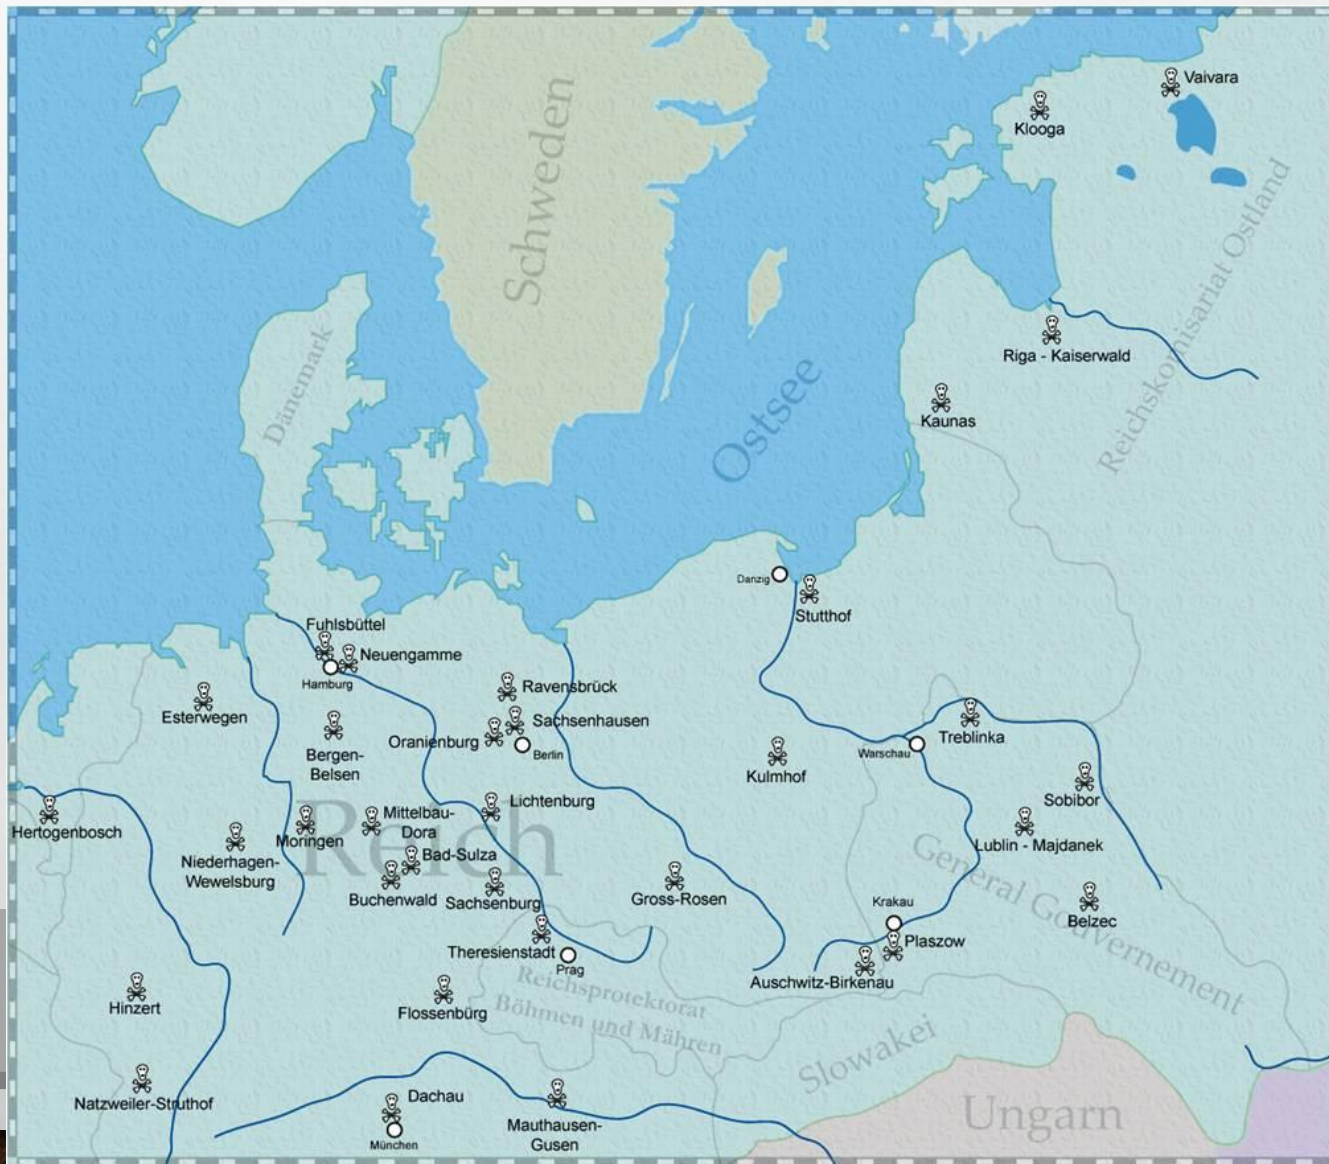 Vaivara
Klooga
Schweden
Reichskomisariat Ostland
Riga - Kaiserwald
Dänemark
Ostsee
Kaunas
Danzig
Stutthof
Fuhlsbüttel
Neuengamme
Hamburg
Ravensbrück
Esterwegen
Sachsenhausen
Oranienburg
Berlin
Bergen-
Belsen
Treblinka
Warschau
Kulmhof
Sobibor
Hertogenbosch
Lichtenburg
Mittelbau-
Dora
Moringen
Reich
Lublin - Majdanek
Niederhagen-
Wewelsburg
Bad-Sulza
Buchenwald
Sachsenburg
Gross-Rosen
General Gouvernement
Krakau
Belzec
Plaszow
Theresienstadt
Prag
Auschwitz-Birkenau
Reichsprotektorat
Böhmen und Mähren
Hinzert
Flossenbürg
Slowakei
Natzweiler-Struthof
Dachau
München
Mauthausen-
Gusen
Ungarn